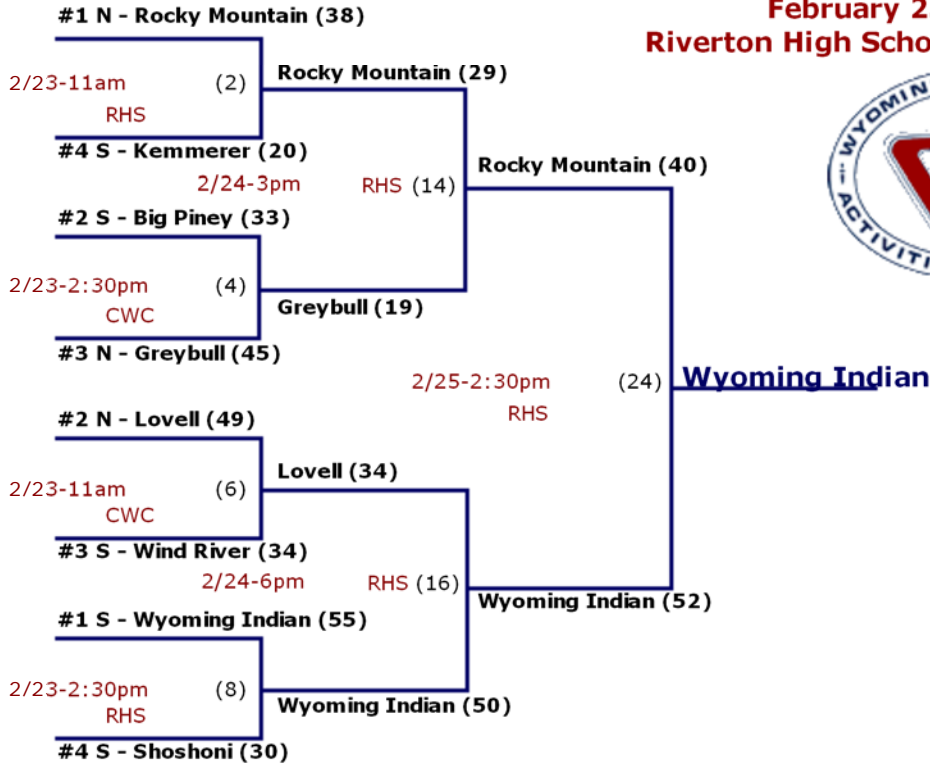 #1 N - Rocky Mountain (38)
February 2
Riverton High Scho
2/23-11am (2) Rocky Mountain (29)
RHS
#4 S - Kemmerer (20)
2/24-3pm RHS (14) Rocky Mountain (40)
#2 S - Big Piney (33)
2/23-2:30pm (4)
CWC Greybull (19)
#3 N - Greybull (45)
2/25-2:30pm (24) Wyoming Indian
RHS
#2 N - Lovell (49)
Lovell (34)
2/23-11am (6)
CWC
#3 S - Wind River (34)
2/24-6pm RHS (16) Wyoming Indian (52)
#1 S - Wyoming Indian (55)
2/23-2:30pm (8)
RHS Wyoming Indian (50)
#4 S - Shoshoni (30)
WYOMIN
ACTIVITI